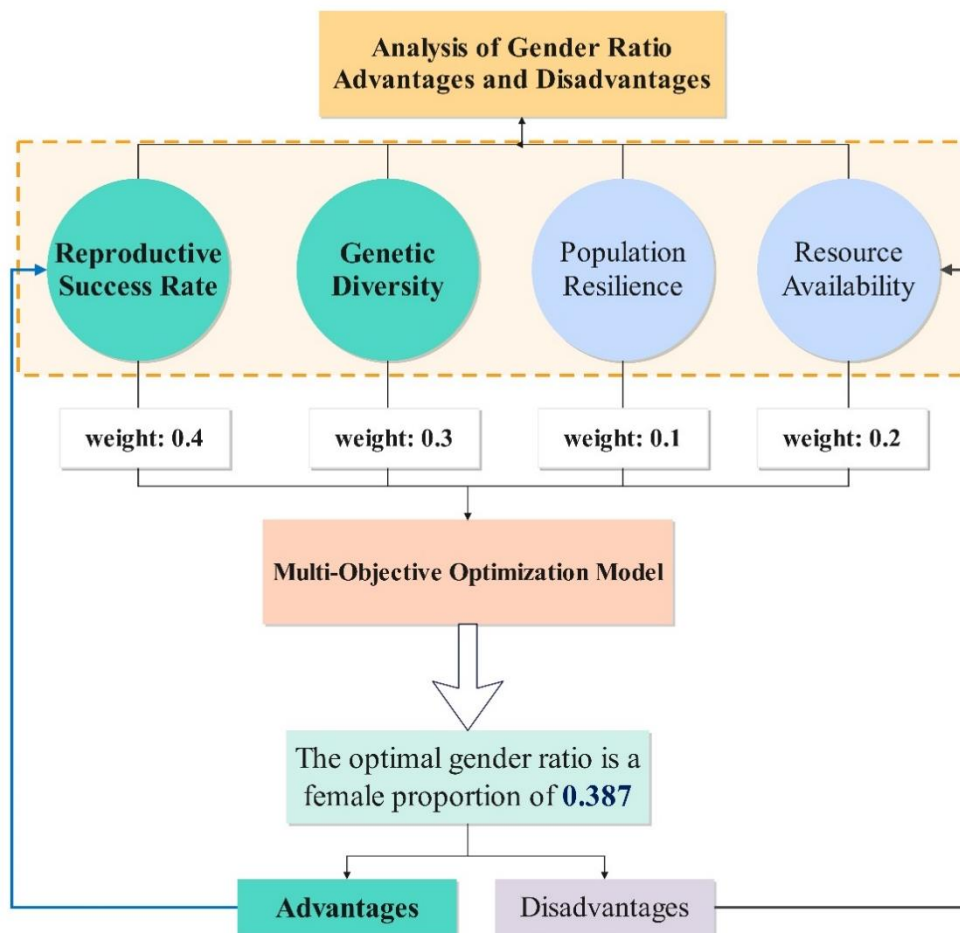 Analysis of Gender Ratio
Advantages and Disadvantages
Reproductive
Success Rate
Genetic
Diversity
Population
Resilience
Resource
Availability
weight: 0.4
weight: 0.3
weight: 0.1
weight: 0.2
Multi-Objective Optimization Model
The optimal gender ratio is a
female proportion of 0.387
Advantages
Disadvantages